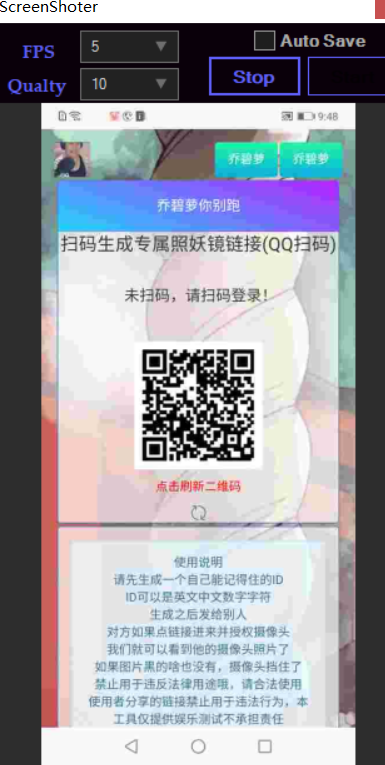 ScreenShoter
FPS
5
Auto Save
Qualty
10
Stop
9:48
乔碧萝
乔碧萝
乔碧萝你别跑
扫码生成专属照妖镜链接(QQ扫码)
未扫码，请扫码登录！
点击刷新二维码
使用说明
请先生成一个自己能记得住的ID
ID可以是英文中文数字字符
生成之后发给别人
对方如果点链接进来并授权摄像头
我们就可以看到他的摄像头照片了
如果图片黑的啥也没有，摄像头挡住了
禁止用于违反法律用途哦，请合法使用
使用者分享的链接禁止用于违法行为，本
工具仅提供娱乐测试不承担责任